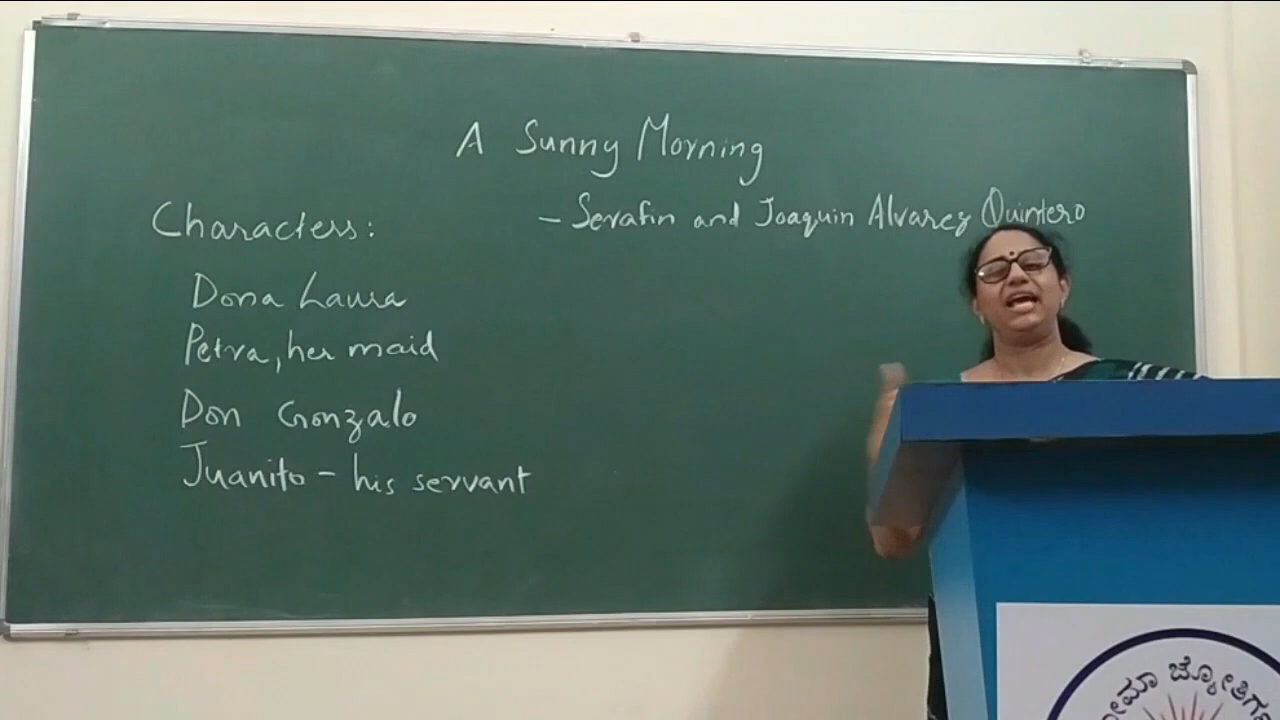 A Sunny Morning
- Serafin and Joaquin Alvarez Quintero
Characters:
Dona Laura
Petra, her maid
Don Gonzalo
Juanito - his servant
ಮಾ ಜ್ಯೋತಿರ್ಗ